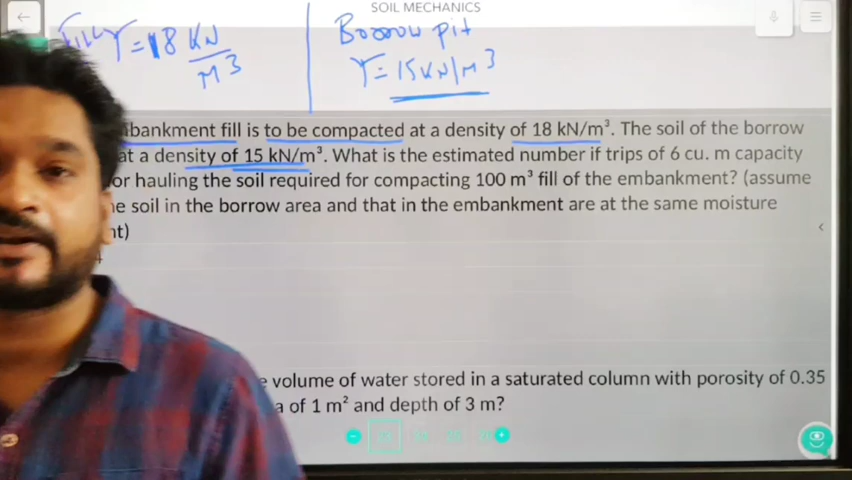 SOIL MECHANICS
FILL γ = 18 KN/M³
Borrow pit
γ = 15 KN/M³
bankment fill is to be compacted at a density of 18 kN/m³. The soil of the borrow
at a density of 15 kN/m³. What is the estimated number if trips of 6 cu. m capacity
or hauling the soil required for compacting 100 m³ fill of the embankment? (assume
e soil in the borrow area and that in the embankment are at the same moisture
nt)
4
e volume of water stored in a saturated column with porosity of 0.35
a of 1 m² and depth of 3 m?